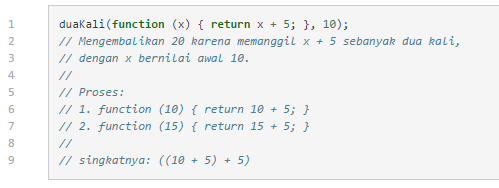 1 duaKali(function (x) { return x + 5; }, 10);
2 // Mengembalikan 20 karena memanggil x + 5 sebanyak dua kali,
3 // dengan x bernilai awal 10.
4 //
5 // Proses:
6 // 1. function (10) { return 10 + 5; }
7 // 2. function (15) { return 15 + 5; }
8 //
9 // singkatnya: ((10 + 5) + 5)